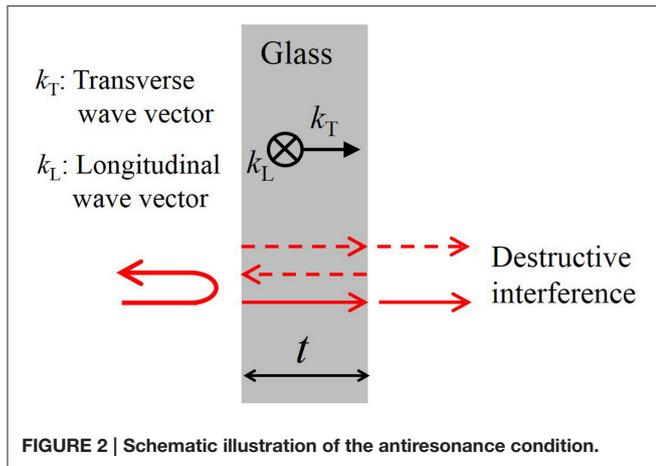 Glass
k_T: Transverse
wave vector
k_T
k_L: Longitudinal
wave vector
k_L
Destructive
interference
t
FIGURE 2 | Schematic illustration of the antiresonance condition.